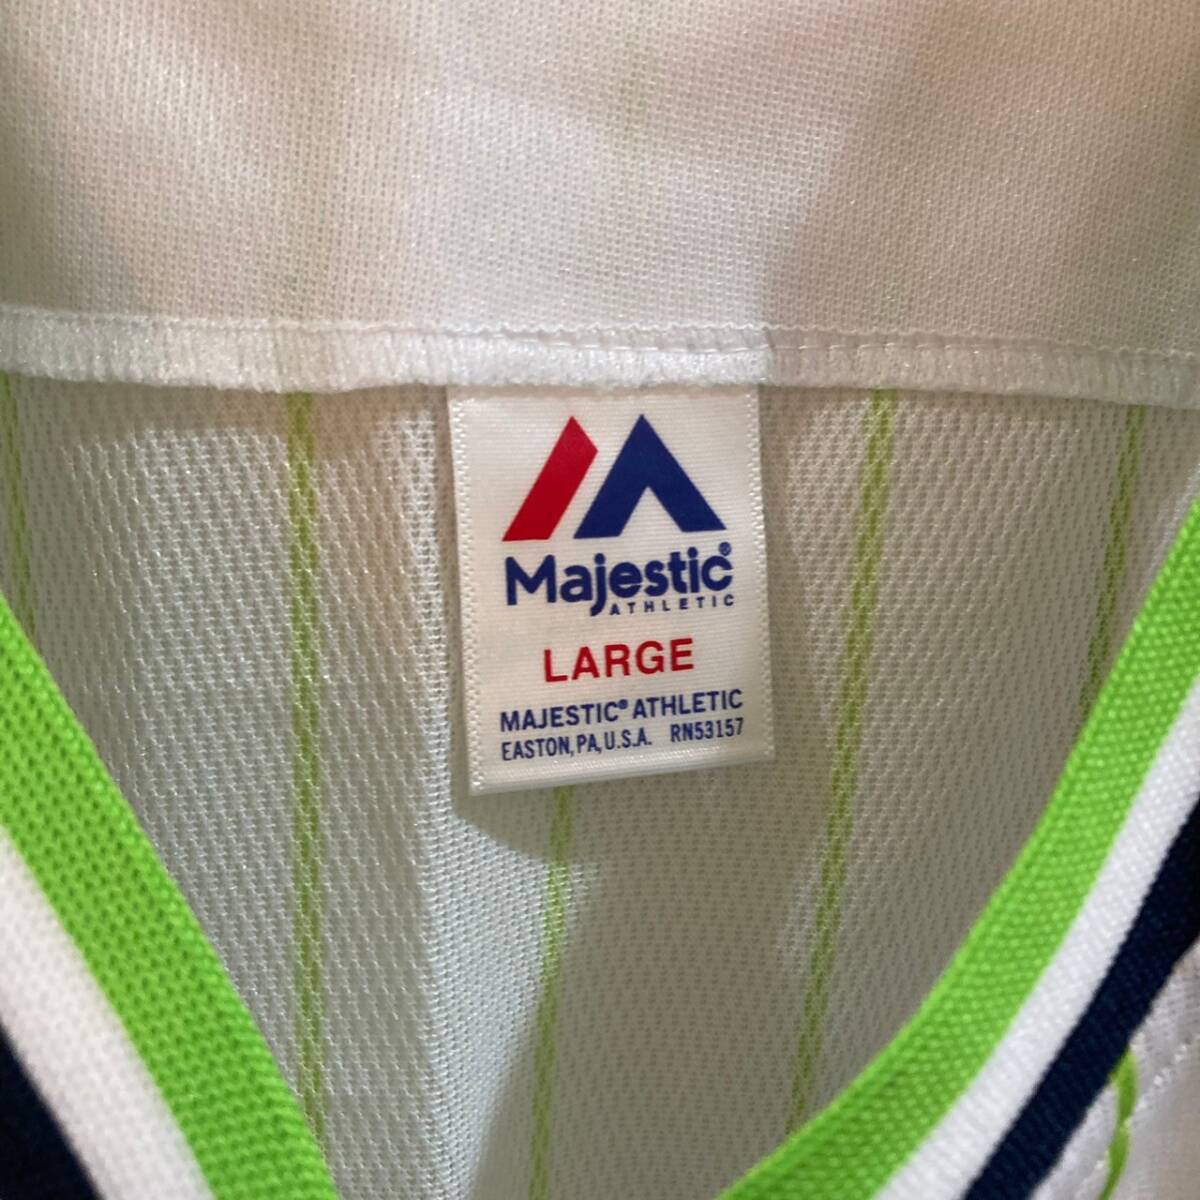 Majestic®
ATHLETIC
LARGE
MAJESTIC® ATHLETIC
EASTON, PA, U.S.A. RN53157